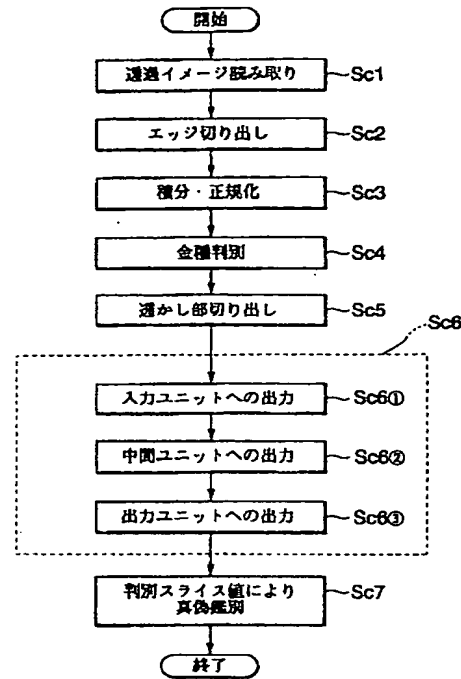 開始
透過イメージ読み取り
Sc1
エッジ切り出し
Sc2
積分・正規化
Sc3
金種判別
Sc4
透かし部切り出し
Sc5
Sc6
入力ユニットへの出力
Sc6①
中間ユニットへの出力
Sc6②
出力ユニットへの出力
Sc6③
判別スライス値により
真偽鑑別
Sc7
終了